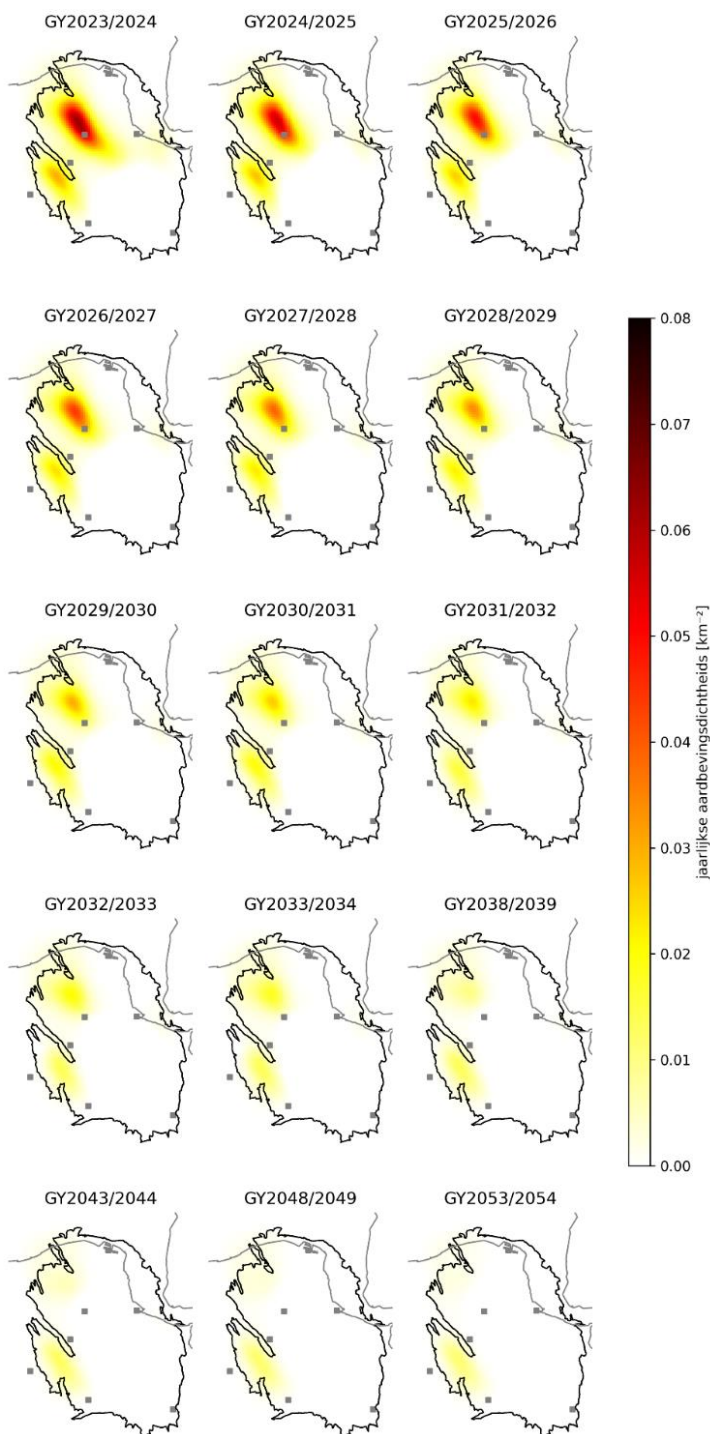 GY2023/2024 GY2024/2025 GY2025/2026
GY2026/2027 GY2027/2028 GY2028/2029
0.08
0.07
0.06
0.05
0.04
0.03
0.02
0.01
0.00
jaarlijkse aardbevingsdichtheids [km⁻²]
GY2029/2030 GY2030/2031 GY2031/2032
GY2032/2033 GY2033/2034 GY2038/2039
GY2043/2044 GY2048/2049 GY2053/2054